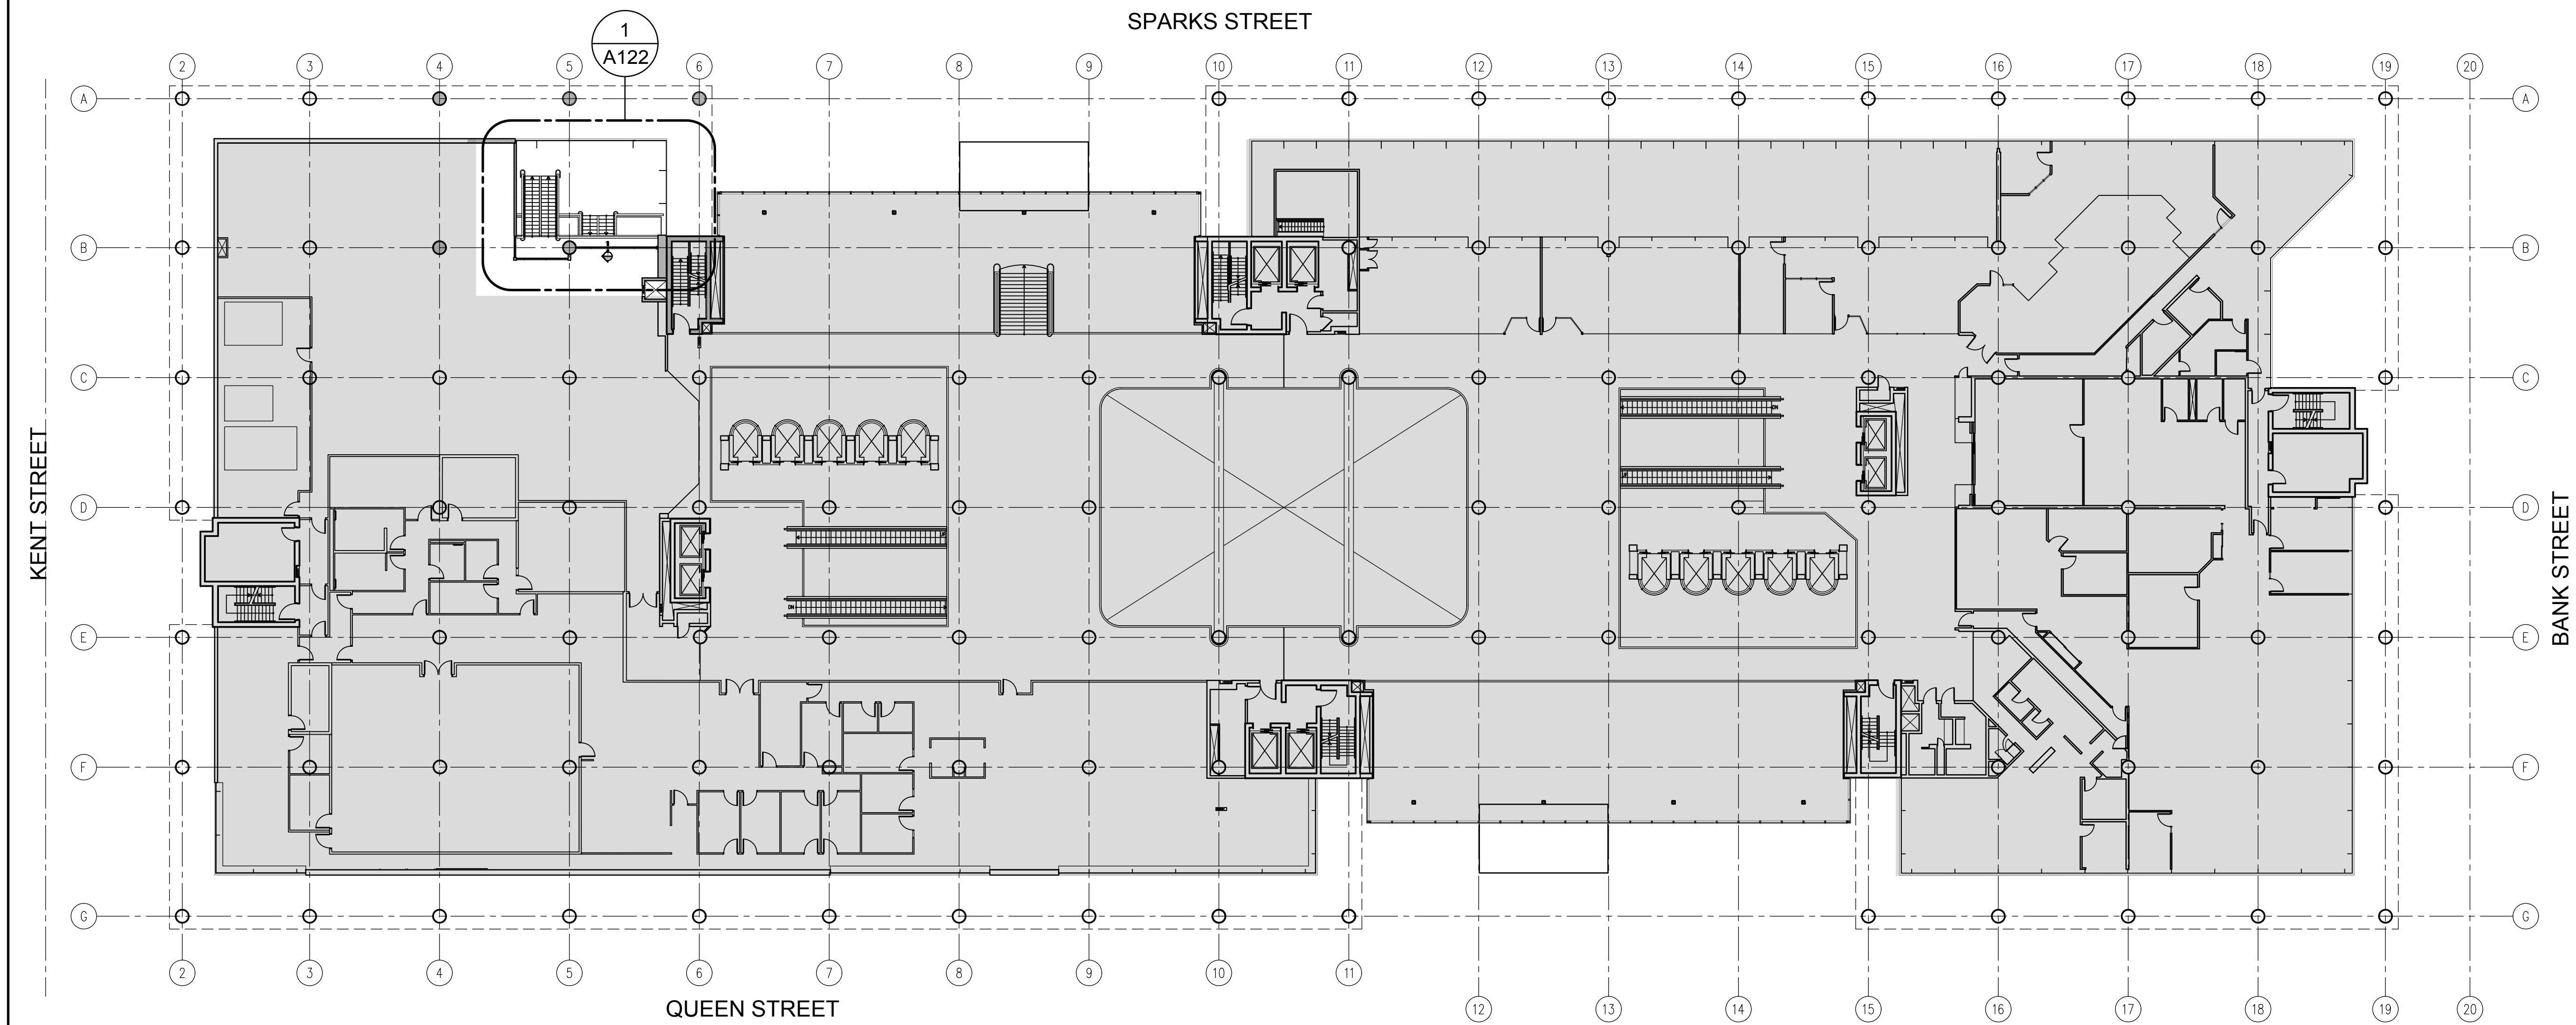 SPARKS STREET
1
A122
2 3 4 5 6 7 8 9 10 11 12 13 14 15 16 17 18 19 20
A A
B B
C C
KENT STREET
DN
D D
BANK STREET
DN
E E
F F
G G
2 3 4 5 6 7 8 9 10 11
QUEEN STREET
12 13 14 15 16 17 18 19 20